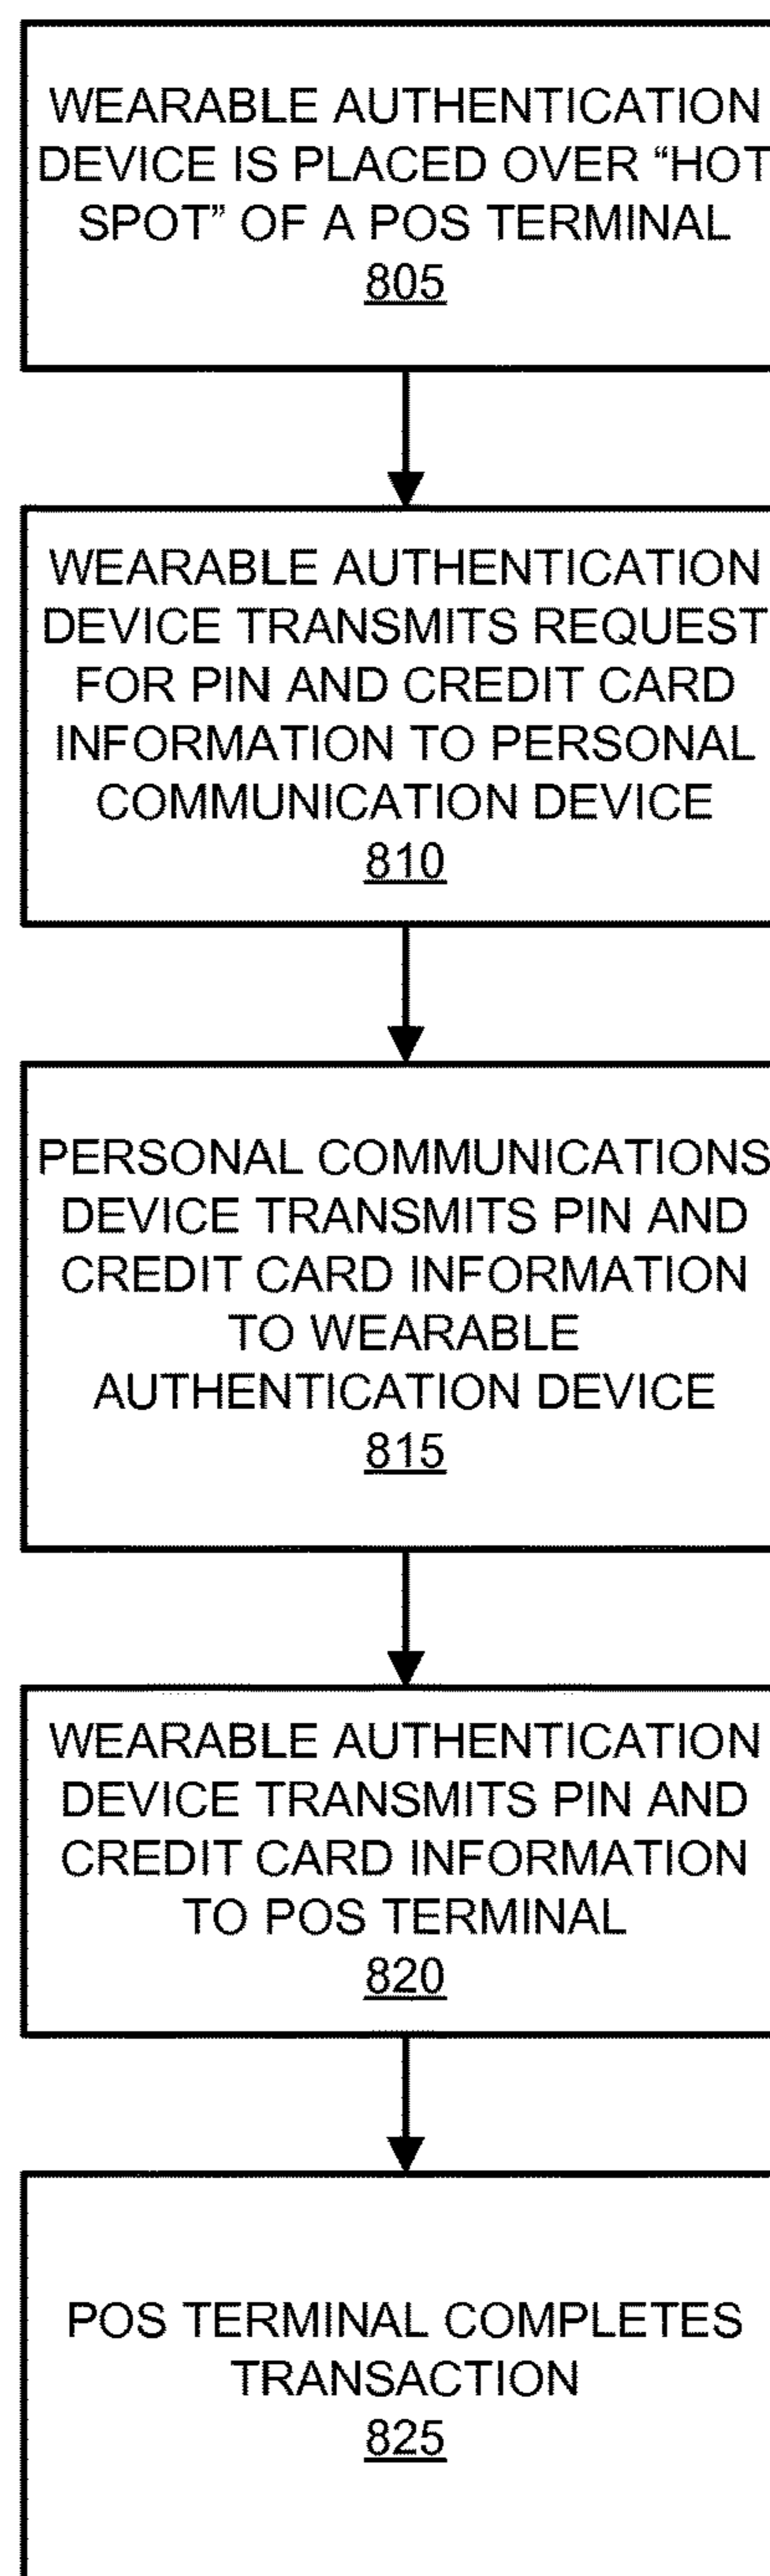 WEARABLE AUTHENTICATION
DEVICE IS PLACED OVER “HOT
SPOT” OF A POS TERMINAL
805
WEARABLE AUTHENTICATION
DEVICE TRANSMITS REQUEST
FOR PIN AND CREDIT CARD
INFORMATION TO PERSONAL
COMMUNICATION DEVICE
810
PERSONAL COMMUNICATIONS
DEVICE TRANSMITS PIN AND
CREDIT CARD INFORMATION
TO WEARABLE
AUTHENTICATION DEVICE
815
WEARABLE AUTHENTICATION
DEVICE TRANSMITS PIN AND
CREDIT CARD INFORMATION
TO POS TERMINAL
820
POS TERMINAL COMPLETES
TRANSACTION
825